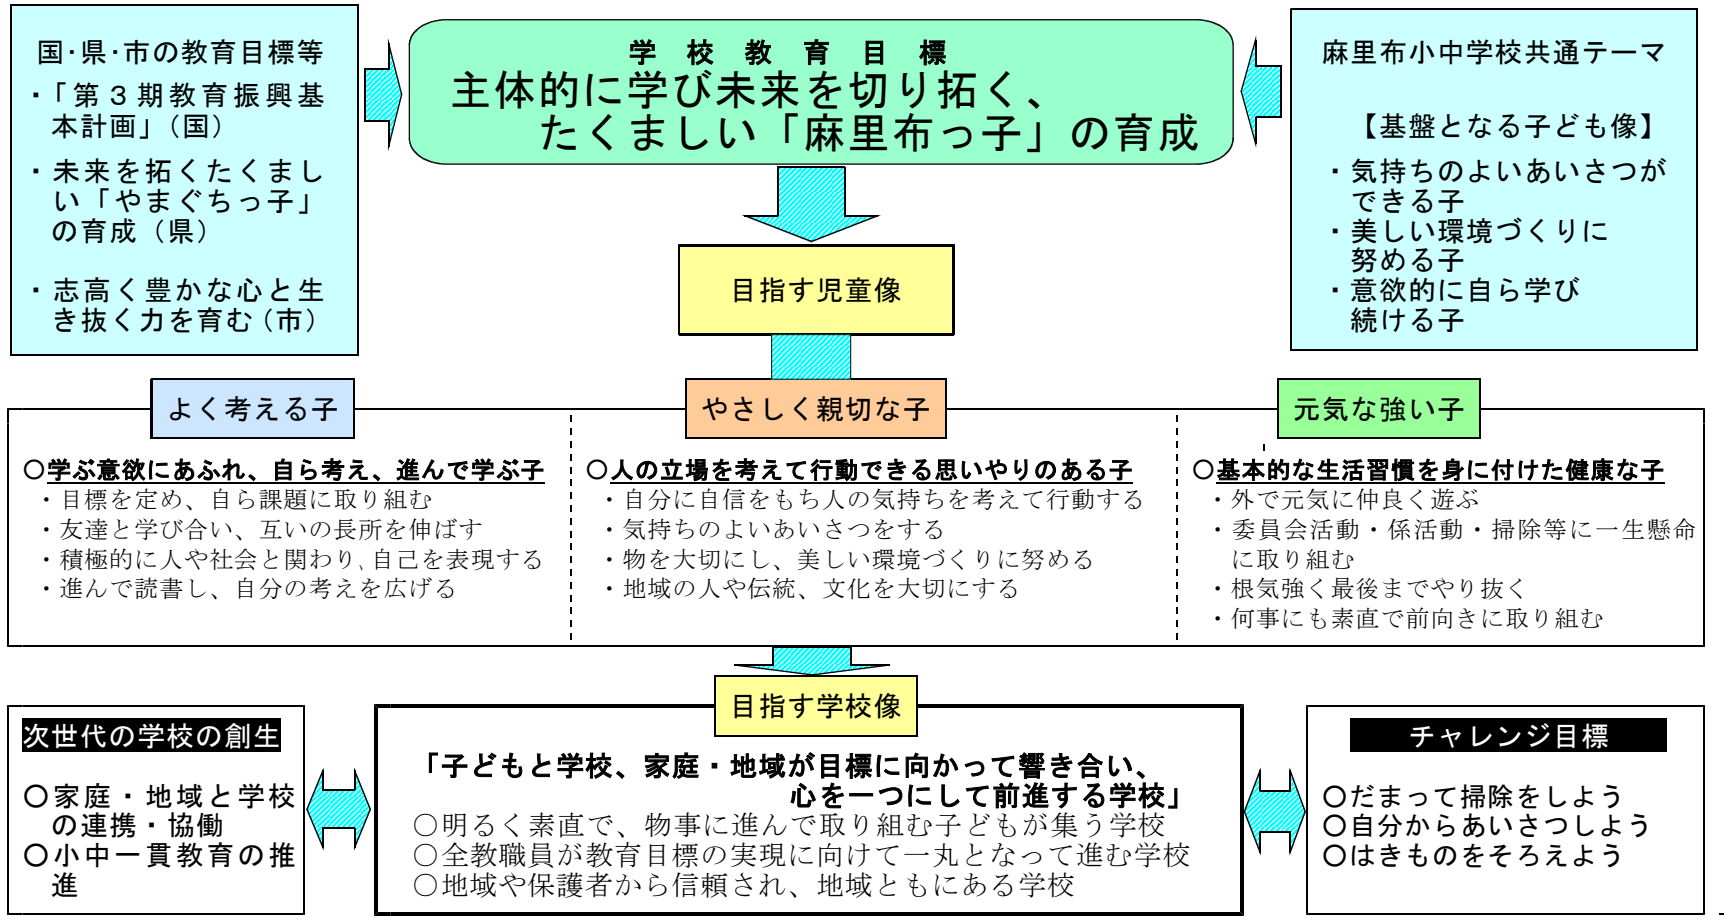 国・県・市の教育目標等
・「第３期教育振興基
本計画」（国）
・未来を拓くたくまし
い「やまぐちっ子」
の育成（県）
・志高く豊かな心と生
き抜く力を育む（市）
学校教育目標
主体的に学び未来を切り拓く、
たくましい「麻里布っ子」の育成
麻里布小中学校共通テーマ
【基盤となる子ども像】
・気持ちのよいあいさつが
できる子
・美しい環境づくりに
努める子
・意欲的に自ら学び
続ける子
目指す児童像
よく考える子
○学ぶ意欲にあふれ、自ら考え、進んで学ぶ子
・目標を定め、自ら課題に取り組む
・友達と学び合い、互いの長所を伸ばす
・積極的に人や社会と関わり、自己を表現する
・進んで読書し、自分の考えを広げる
やさしく親切な子
○人の立場を考えて行動できる思いやりのある子
・自分に自信をもち人の気持ちを考えて行動する
・気持ちのよいあいさつをする
・物を大切にし、美しい環境づくりに努める
・地域の人や伝統、文化を大切にする
元気な強い子
○基本的な生活習慣を身に付けた健康な子
・外で元気に仲良く遊ぶ
・委員会活動・係活動・掃除等に一生懸命
に取り組む
・根気強く最後までやり抜く
・何事にも素直で前向きに取り組む
次世代の学校の創生
○家庭・地域と学校
の連携・協働
○小中一貫教育の推
進
目指す学校像
「子どもと学校、家庭・地域が目標に向かって響き合い、
心を一つにして前進する学校」
○明るく素直で、物事に進んで取り組む子どもが集う学校
○全教職員が教育目標の実現に向けて一丸となって進む学校
○地域や保護者から信頼され、地域ともにある学校
チャレンジ目標
○だまって掃除をしよう
○自分からあいさつしよう
○はきものをそろえよう